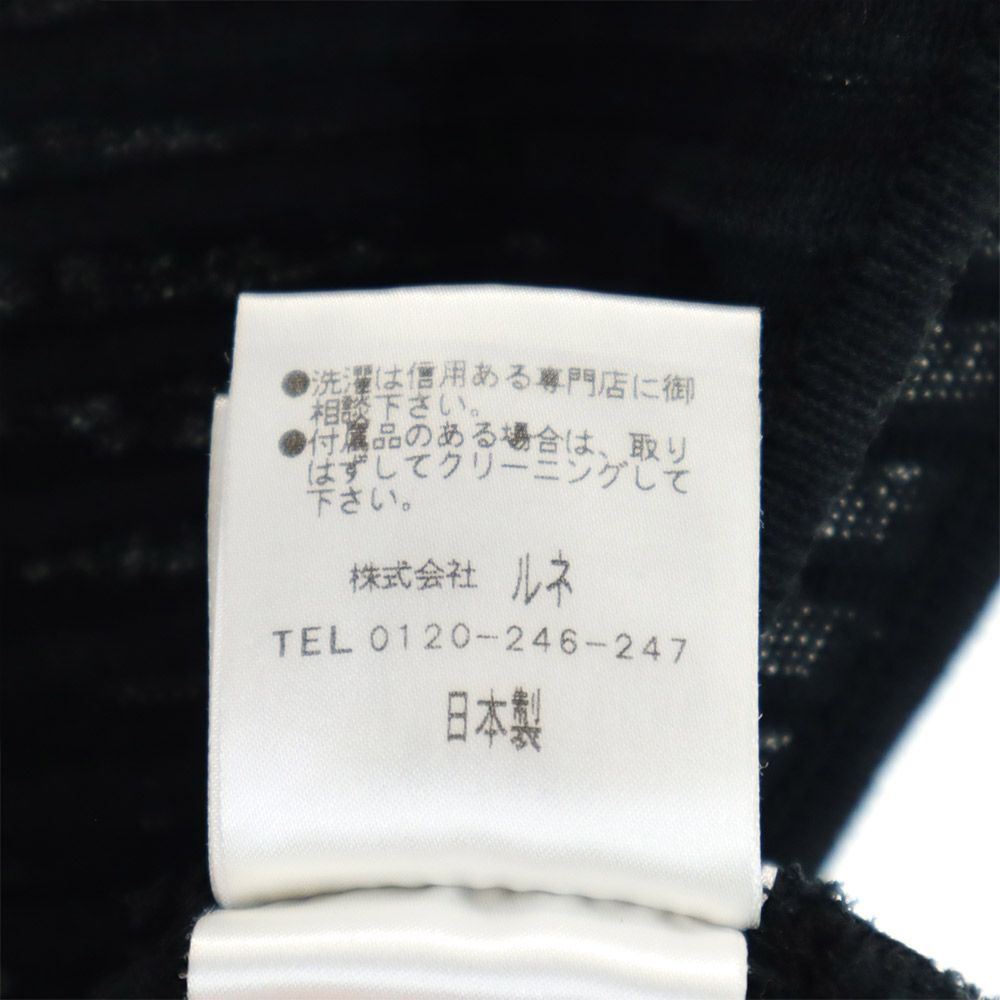 ●洗濯は信用ある専門店に御
相談下さい。
●付属品のある場合は、取り
はずしてクリーニングして
下さい。
株式会社 ルネ
TEL 0120-246-247
日本製